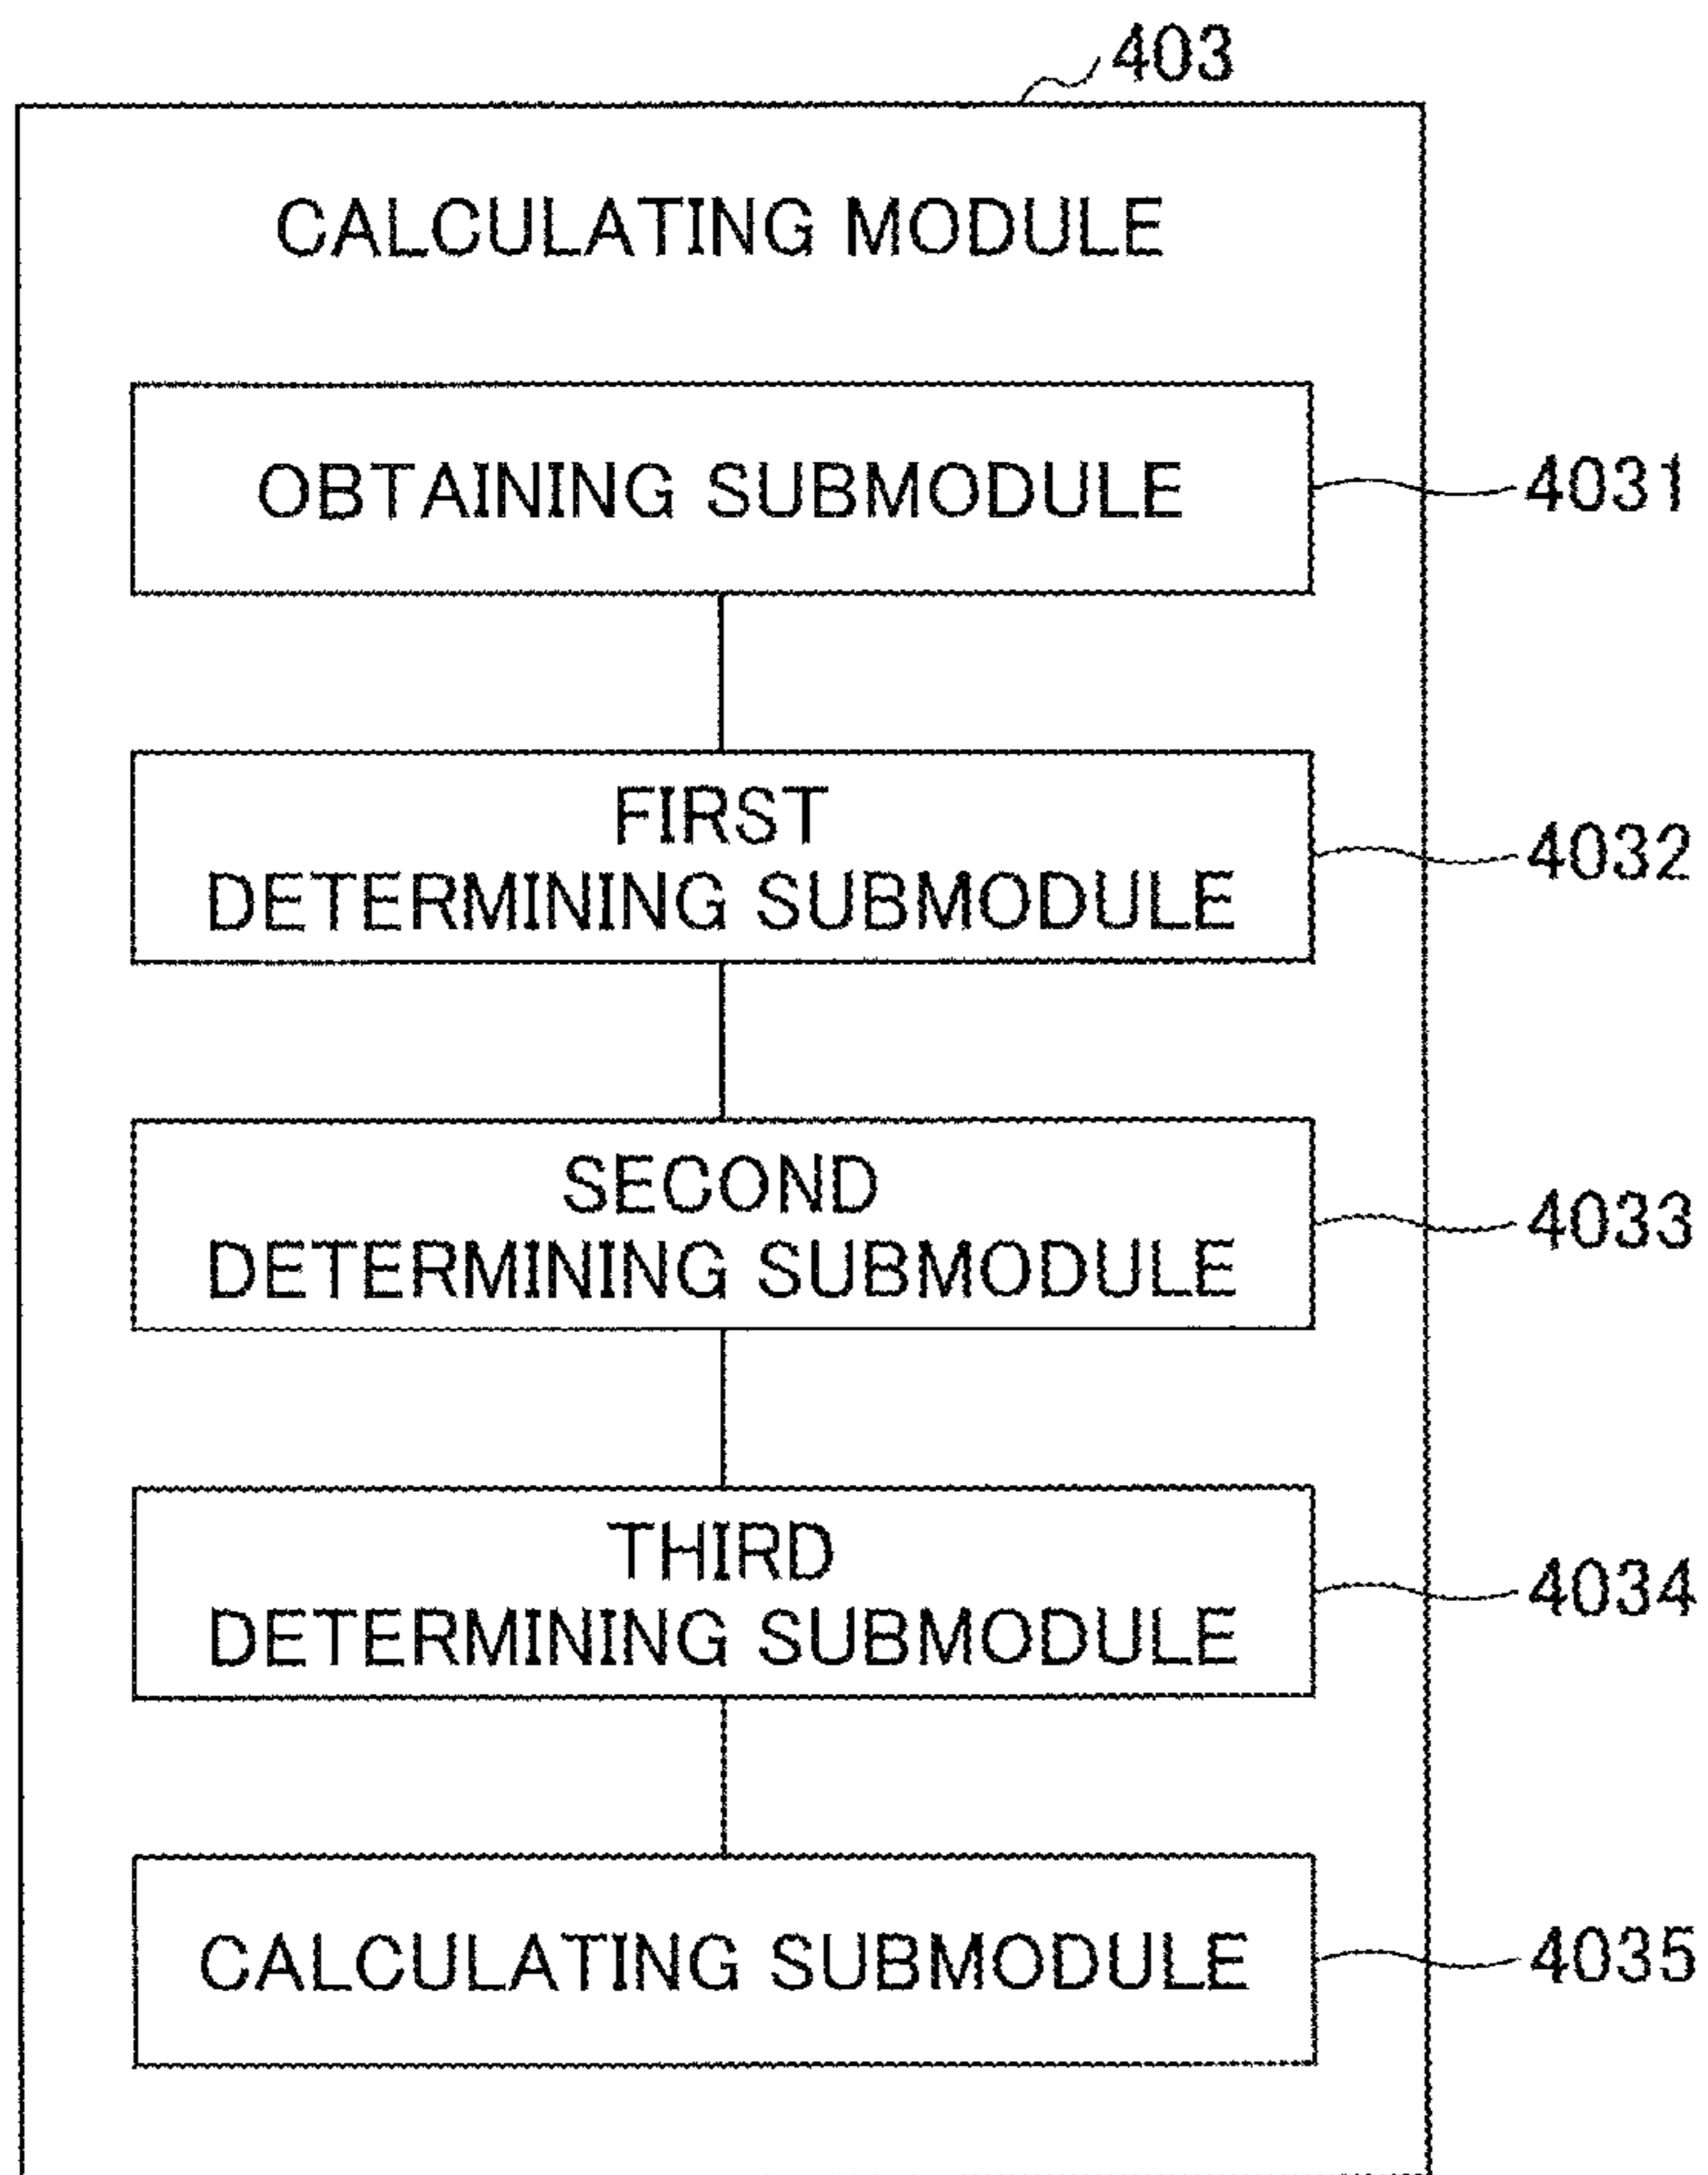 403
CALCULATING MODULE
OBTAINING SUBMODULE
4031
FIRST
DETERMINING SUBMODULE
4032
SECOND
DETERMINING SUBMODULE
4033
THIRD
DETERMINING SUBMODULE
4034
CALCULATING SUBMODULE
4035